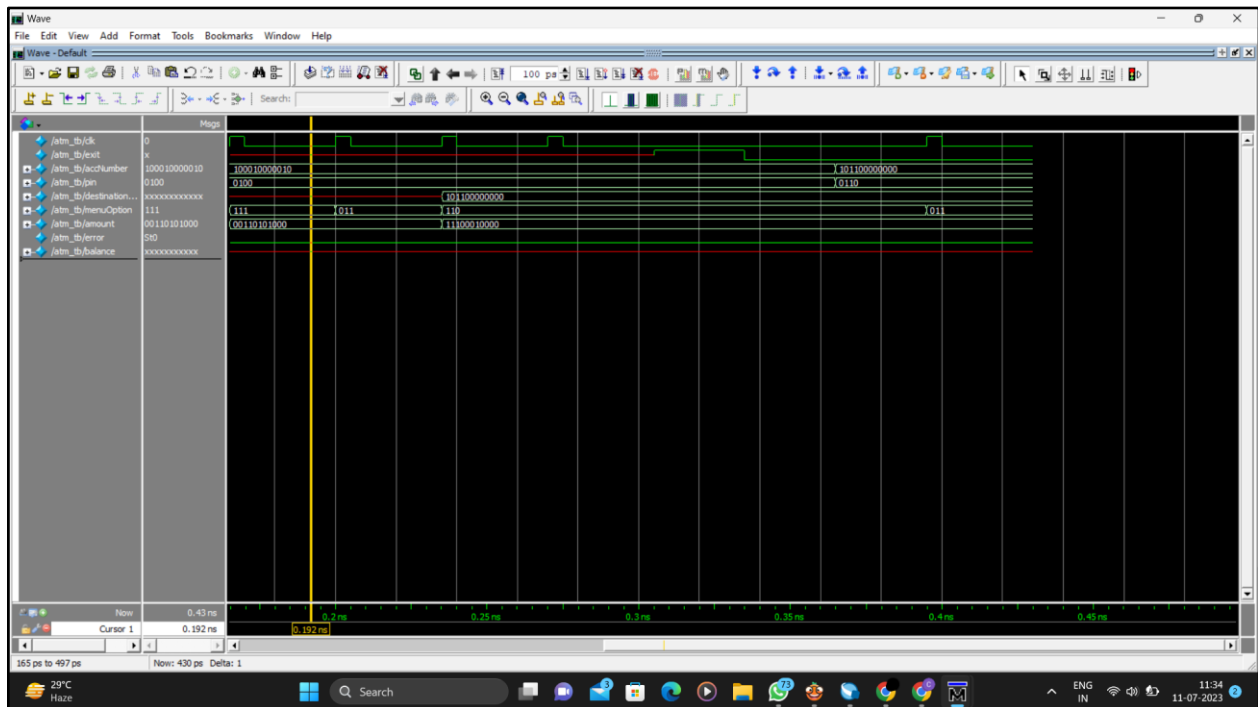 Wave
File Edit View Add Format Tools Bookmarks Window Help
Wave - Default
100 ps
Search:
Msgs
/atm_tb/clk 0
/atm_tb/exit x
/atm_tb/accNumber 100010000010 100010000010 101100000000
/atm_tb/pin 0100 0100 0110
/atm_tb/destination... xxxxxxxxxxxx 101100000000
/atm_tb/menuOption 111 111 011 110 011
/atm_tb/amount 00110101000 00110101000 11100010000
/atm_tb/error St0
/atm_tb/balance xxxxxxxxxxx
Now 0.43 ns 0.2 ns 0.25 ns 0.3 ns 0.35 ns 0.4 ns 0.45 ns
Cursor 1 0.192 ns 0.192 ns
165 ps to 497 ps Now: 430 ps Delta: 1
29°C
Haze
Search
73
3
ENG
IN
11:34
11-07-2023
2